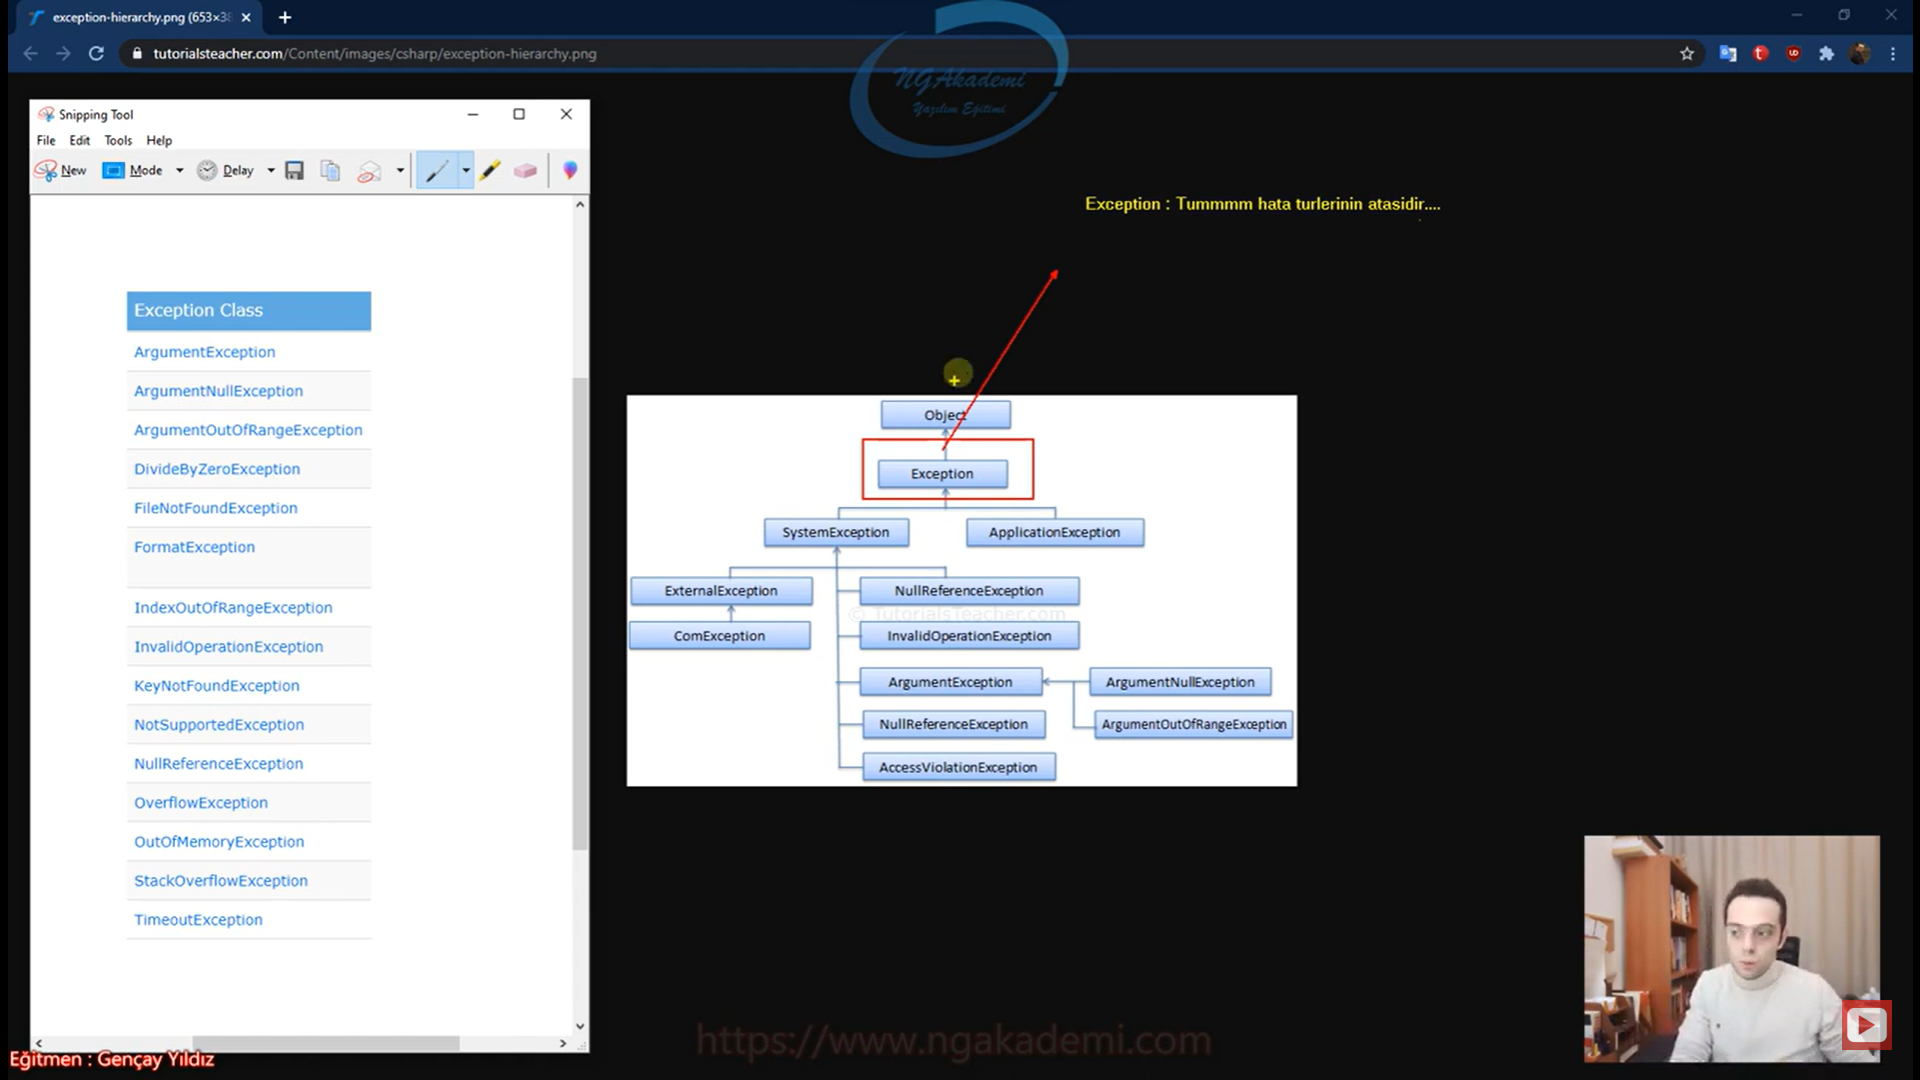 exception-hierarchy.png (653×38
tutorialsteacher.com/Content/images/csharp/exception-hierarchy.png
NGAkademi
Yazılım Eğitimi
Snipping Tool
File Edit Tools Help
New Mode Delay
Exception Class
ArgumentException
ArgumentNullException
ArgumentOutOfRangeException
DivideByZeroException
FileNotFoundException
FormatException
IndexOutOfRangeException
InvalidOperationException
KeyNotFoundException
NotSupportedException
NullReferenceException
OverflowException
OutOfMemoryException
StackOverflowException
TimeoutException
Exception : Tummmm hata turlerinin atasidir....
Object
Exception
SystemException ApplicationException
ExternalException NullReferenceException
© TutorialsTeacher.com
ComException InvalidOperationException
ArgumentException ArgumentNullException
NullReferenceException ArgumentOutOfRangeException
AccessViolationException
https://www.ngakademi.com
Eğitmen : Gençay Yıldız